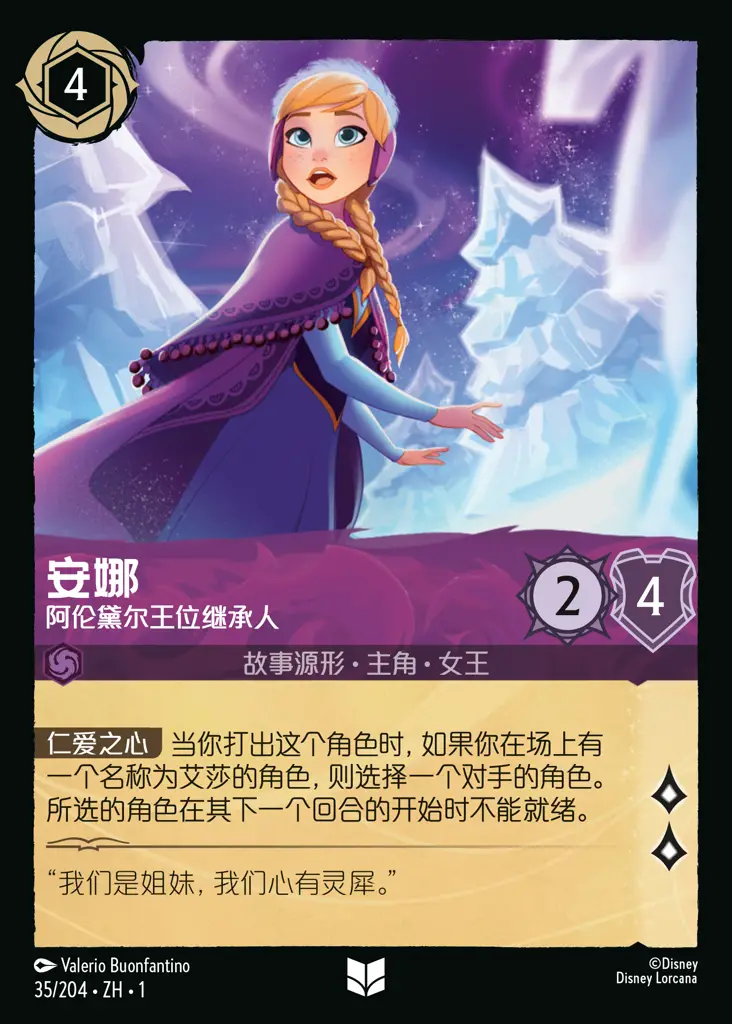 4
安娜
阿伦黛尔王位继承人
2
4
故事源形 • 主角 • 女王
仁爱之心 当你打出这个角色时, 如果你在场上有
一个名称为艾莎的角色, 则选择一个对手的角色。
所选的角色在其下一个回合的开始时不能就绪。
“我们是姐妹, 我们心有灵犀。”
Valerio Buonfantino
35/204 • ZH • 1
©Disney
Disney Lorcana